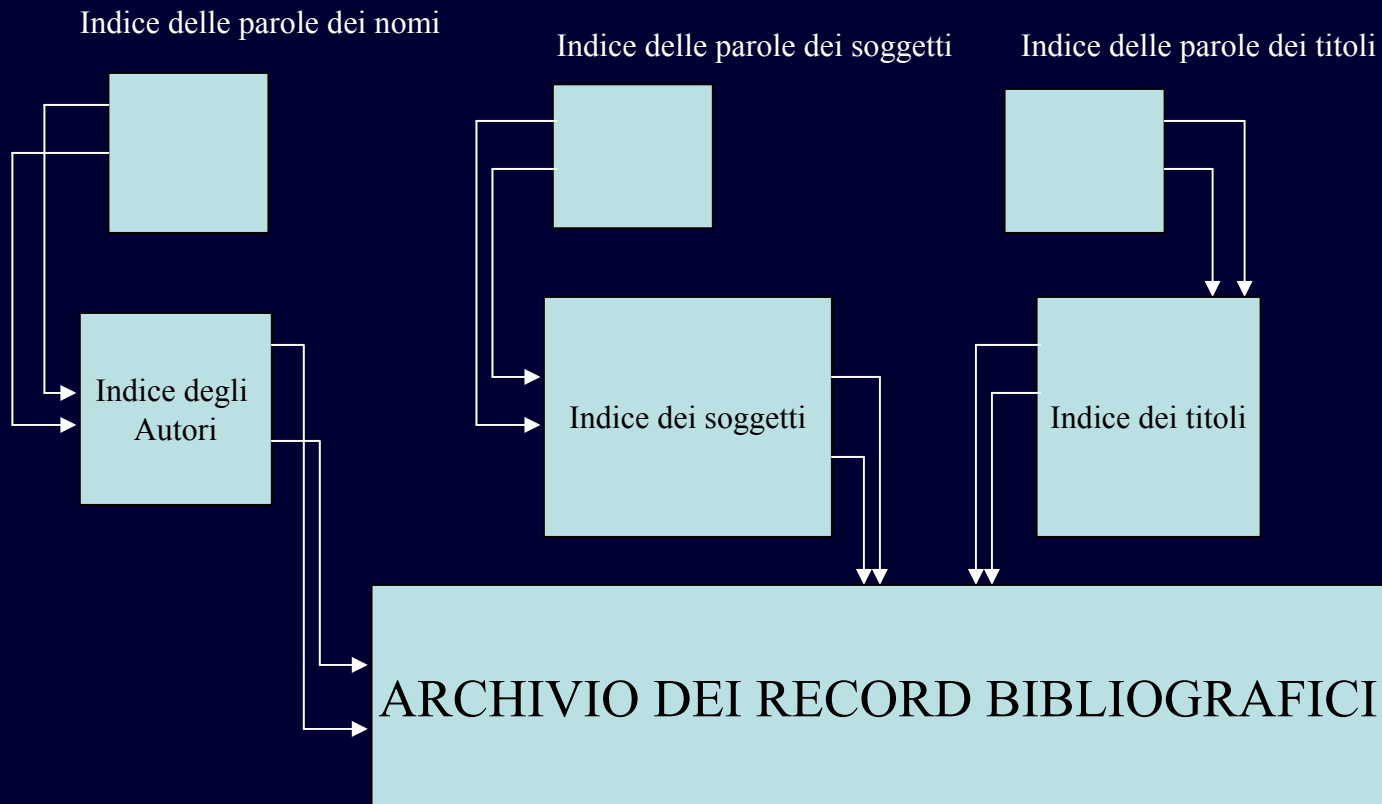 Indice delle parole dei nomi
Indice delle parole dei soggetti
Indice delle parole dei titoli
Indice degli
Autori
Indice dei soggetti
Indice dei titoli
ARCHIVIO DEI RECORD BIBLIOGRAFICI